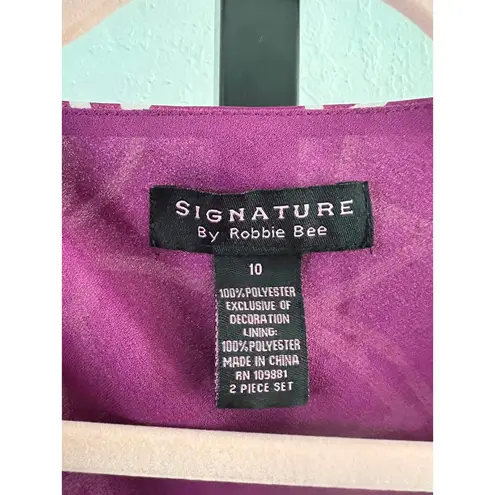 SIGNATURE
By Robbie Bee
10
100% POLYESTER
EXCLUSIVE OF
DECORATION
LINING:
100% POLYESTER
MADE IN CHINA
RN 109881
2 PIECE SET